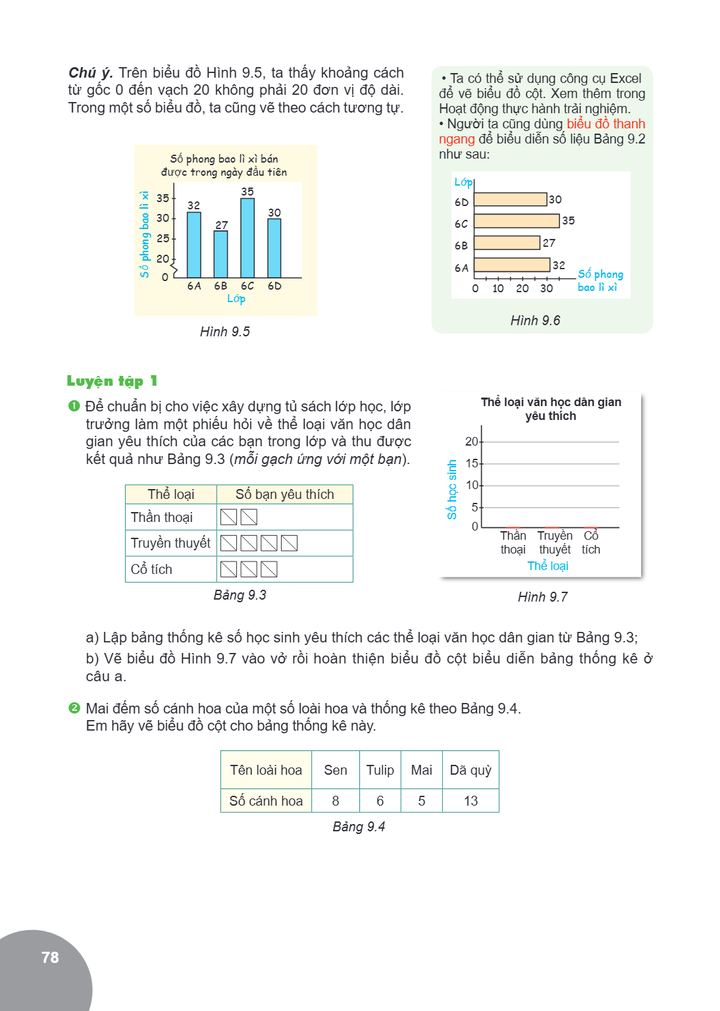 Chú ý. Trên biểu đồ Hình 9.5, ta thấy khoảng cách
từ gốc 0 đến vạch 20 không phải 20 đơn vị độ dài.
Trong một số biểu đồ, ta cũng vẽ theo cách tương tự.
Số phong bao lì xì bán
được trong ngày đầu tiên
Số phong bao lì xì
35
30
25
20
0
32
27
35
30
6A 6B 6C 6D
Lớp
Hình 9.5
• Ta có thể sử dụng công cụ Excel
để vẽ biểu đồ cột. Xem thêm trong
Hoạt động thực hành trải nghiệm.
• Người ta cũng dùng biểu đồ thanh
ngang để biểu diễn số liệu Bảng 9.2
như sau:
Lớp
6D 30
6C 35
6B 27
6A 32
0 10 20 30
Số phong
bao lì xì
Hình 9.6
Luyện tập 1
1 Để chuẩn bị cho việc xây dựng tủ sách lớp học, lớp
trưởng làm một phiếu hỏi về thể loại văn học dân
gian yêu thích của các bạn trong lớp và thu được
kết quả như Bảng 9.3 (mỗi gạch ứng với một bạn).
Thể loại Số bạn yêu thích
Thần thoại
Truyền thuyết
Cổ tích
Bảng 9.3
Thể loại văn học dân gian
yêu thích
Số học sinh
20
15
10
5
0
Thần Truyền Cổ
thoại thuyết tích
Thể loại
Hình 9.7
a) Lập bảng thống kê số học sinh yêu thích các thể loại văn học dân gian từ Bảng 9.3;
b) Vẽ biểu đồ Hình 9.7 vào vở rồi hoàn thiện biểu đồ cột biểu diễn bảng thống kê ở
câu a.
2 Mai đếm số cánh hoa của một số loài hoa và thống kê theo Bảng 9.4.
Em hãy vẽ biểu đồ cột cho bảng thống kê này.
Tên loài hoa Sen Tulip Mai Dã quỳ
Số cánh hoa 8 6 5 13
Bảng 9.4
78